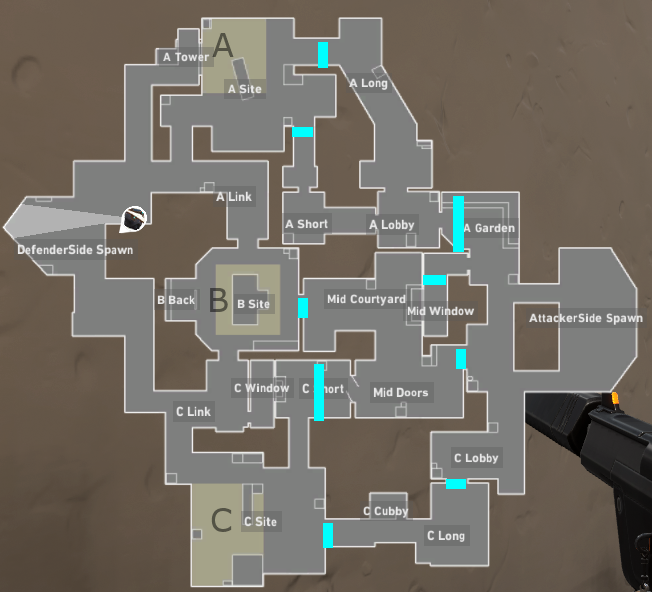 A
A Tower
A Site
A Long
A Link
A Short
A Lobby
A Garden
DefenderSide Spawn
B Back
B
B Site
Mid Courtyard
Mid Window
AttackerSide Spawn
C Window
C Short
Mid Doors
C Link
C Lobby
C
C Site
C Cubby
C Long